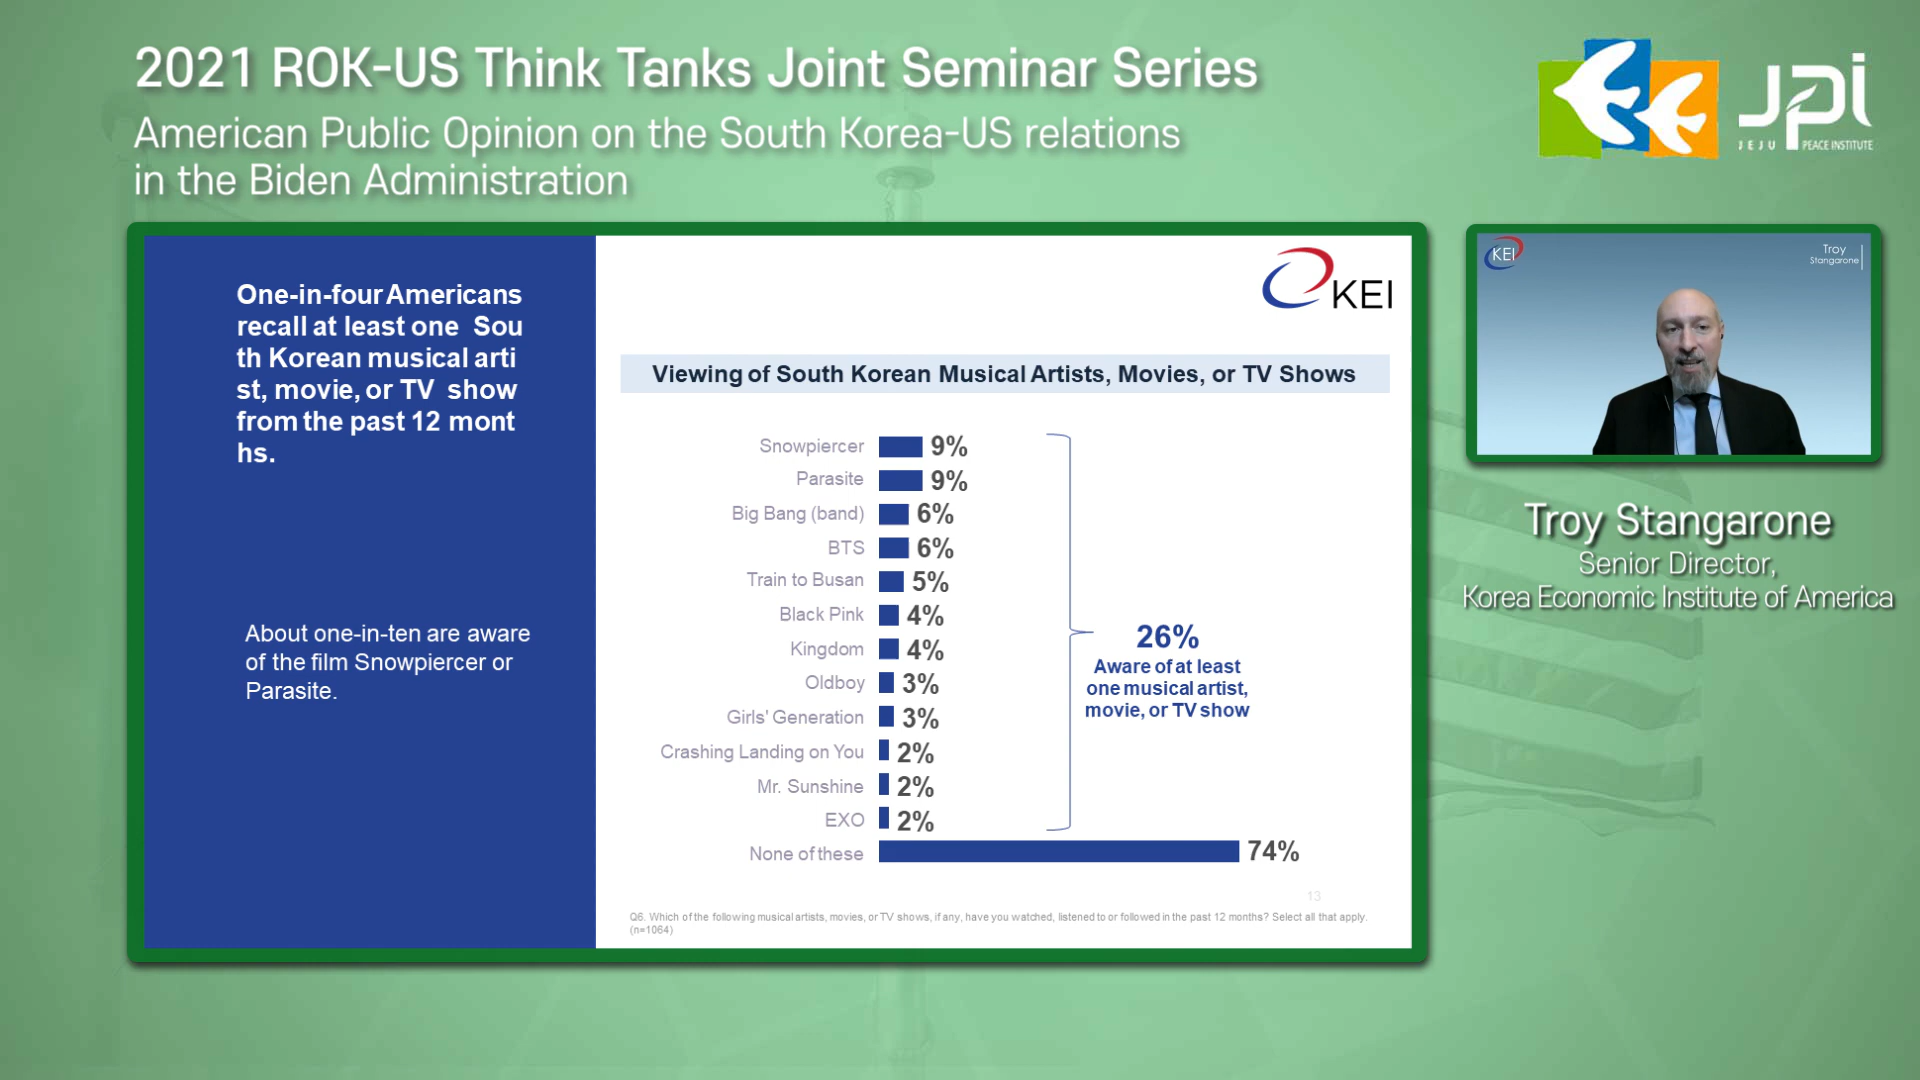 2021 ROK-US Think Tanks Joint Seminar Series
American Public Opinion on the South Korea-US relations
in the Biden Administration
JPI
JEJU PEACE INSTITUTE
One-in-four Americans
recall at least one Sou
th Korean musical arti
st, movie, or TV show
from the past 12 mont
hs.
About one-in-ten are aware
of the film Snowpiercer or
Parasite.
KEI
Viewing of South Korean Musical Artists, Movies, or TV Shows
Snowpiercer 9%
Parasite 9%
Big Bang (band) 6%
BTS 6%
Train to Busan 5%
Black Pink 4%
Kingdom 4%
Oldboy 3%
Girls' Generation 3%
Crashing Landing on You 2%
Mr. Sunshine 2%
EXO 2%
None of these 74%
26%
Aware of at least
one musical artist,
movie, or TV show
13
Q6. Which of the following musical artists, movies, or TV shows, if any, have you watched, listened to or followed in the past 12 months? Select all that apply.
(n=1064)
KEI
Troy
Stangarone
Troy Stangarone
Senior Director,
Korea Economic Institute of America